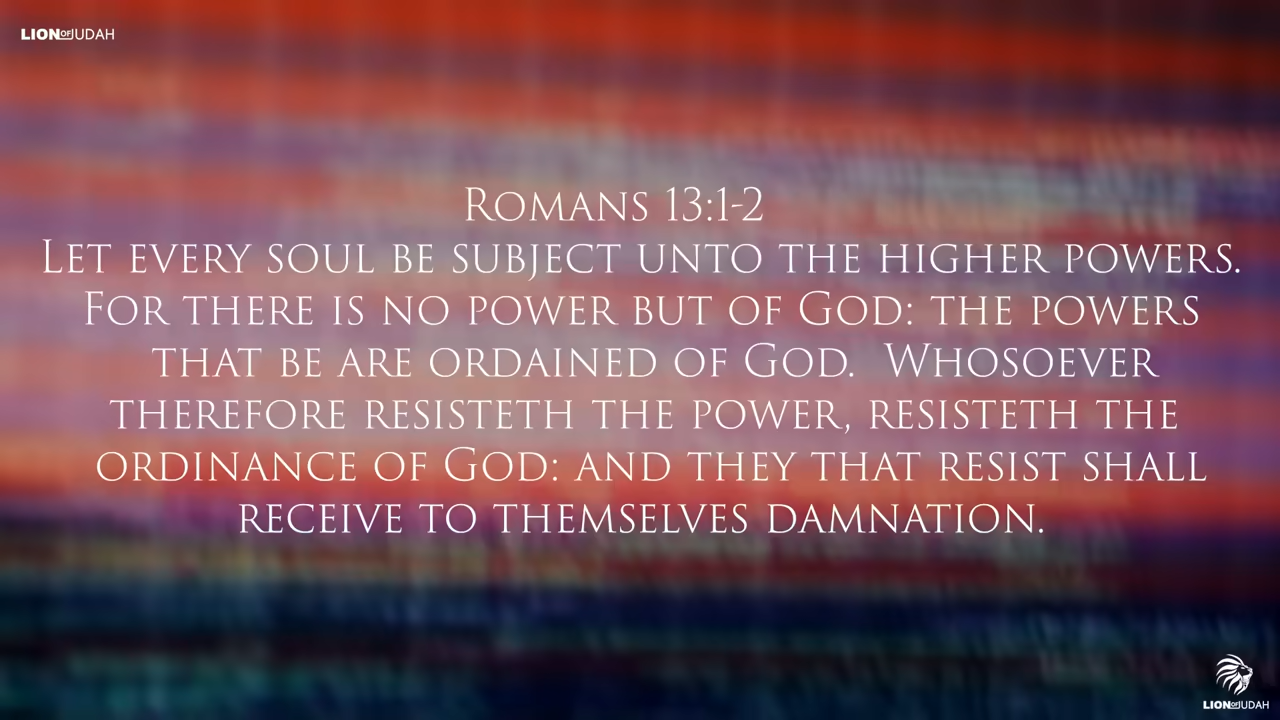 LION OF JUDAH
Romans 13:1-2
Let every soul be subject unto the higher powers.
For there is no power but of God: the powers
that be are ordained of God.  Whosoever
therefore resisteth the power, resisteth the
ordinance of God: and they that resist shall
receive to themselves damnation.
LION OF JUDAH